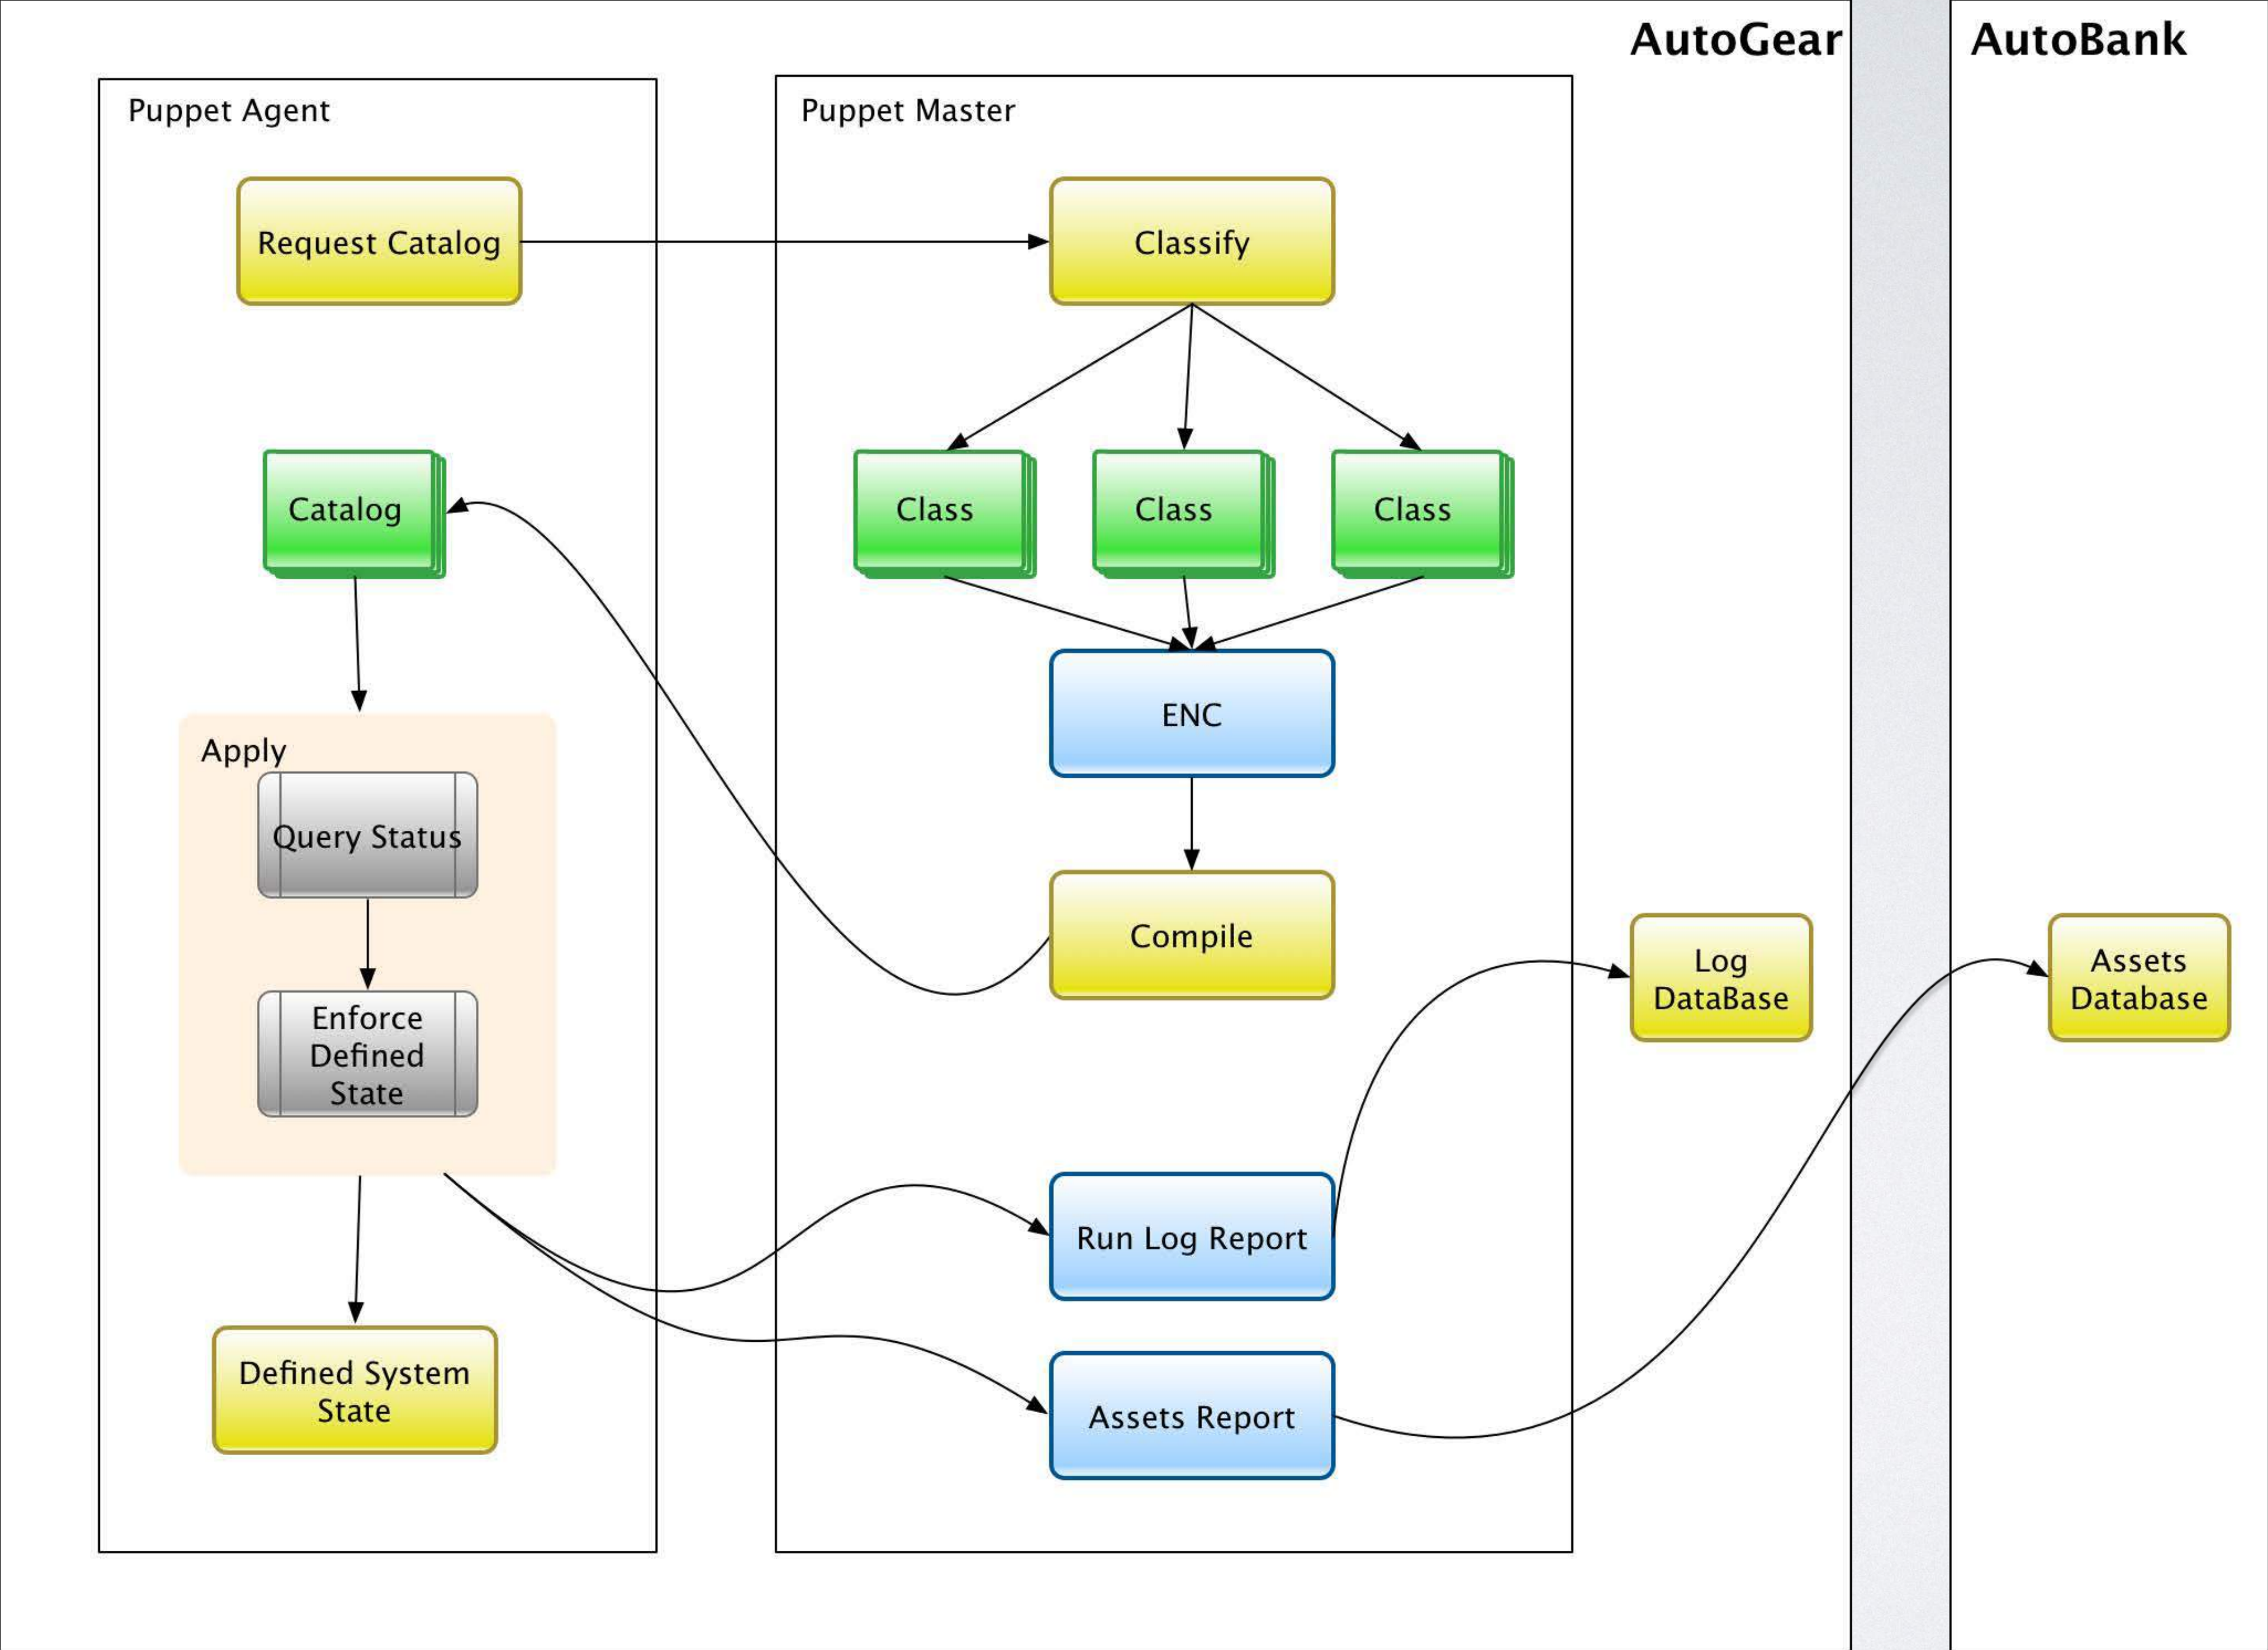 AutoGear
AutoBank
Puppet Agent
Puppet Master
Request Catalog
Classify
Catalog
Class
Class
Class
ENC
Apply
Query Status
Enforce
Defined
State
Compile
Log
DataBase
Assets
Database
Run Log Report
Defined System
State
Assets Report